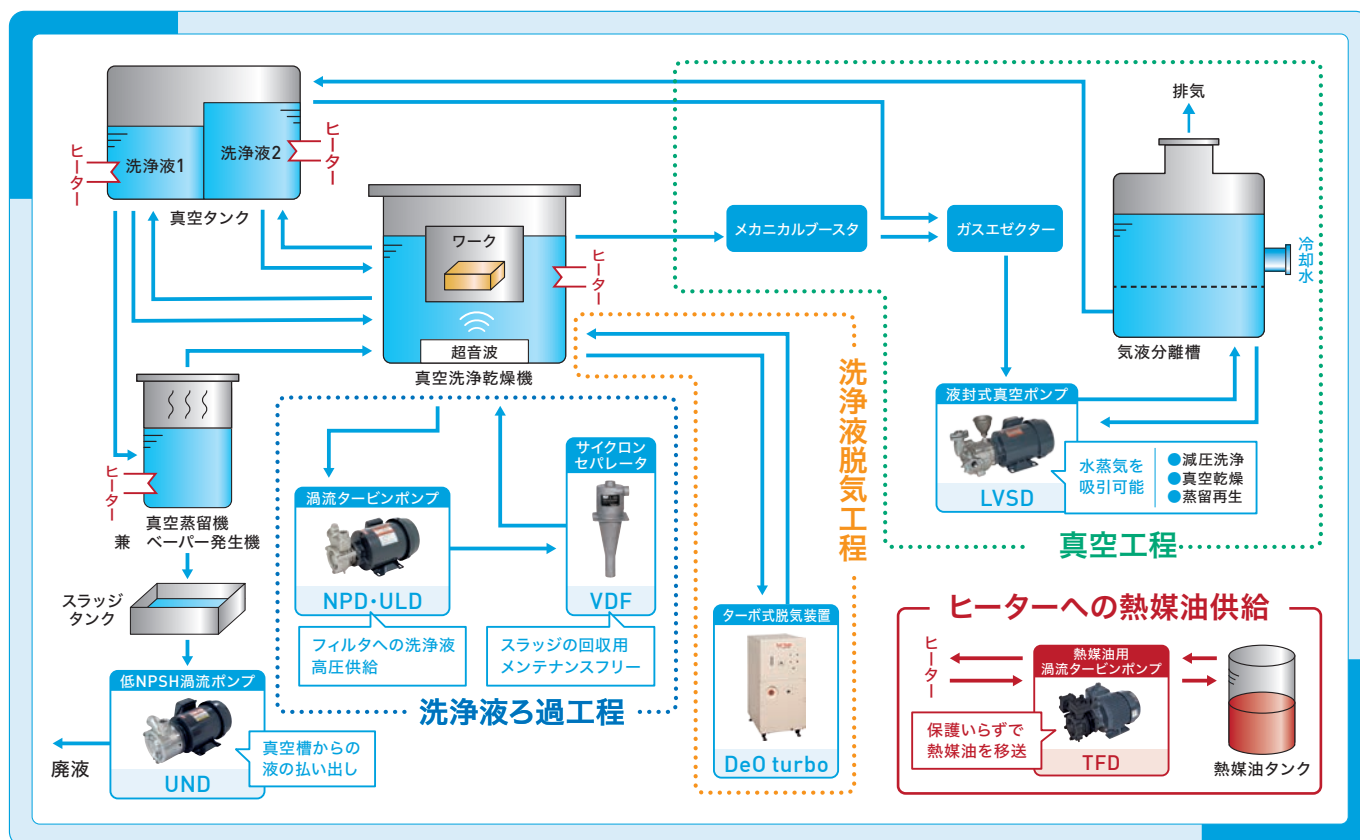 排気
ヒーター
洗浄液1
洗浄液2
ヒーター
真空タンク
冷却水
メカニカルブースタ
ガスエゼクター
ワーク
ヒーター
超音波
真空洗浄乾燥機
気液分離槽
洗浄液脱気工程
液封式真空ポンプ
LVSD
水蒸気を
吸引可能
●減圧洗浄
●真空乾燥
●蒸留再生
真空工程
ヒーター
真空蒸留機
兼 ベーパー発生機
サイクロン
セパレータ
VDF
渦流タービンポンプ
NPD・ULD
フィルタへの洗浄液
高圧供給
スラッジの回収用
メンテナンスフリー
洗浄液ろ過工程
スラッジ
タンク
低NPSH渦流ポンプ
UND
真空槽からの
液の払い出し
廃液
ターボ式脱気装置
DeO turbo
ヒーターへの熱媒油供給
ヒーター
熱媒油用
渦流タービンポンプ
TFD
保護いらずで
熱媒油を移送
熱媒油タンク